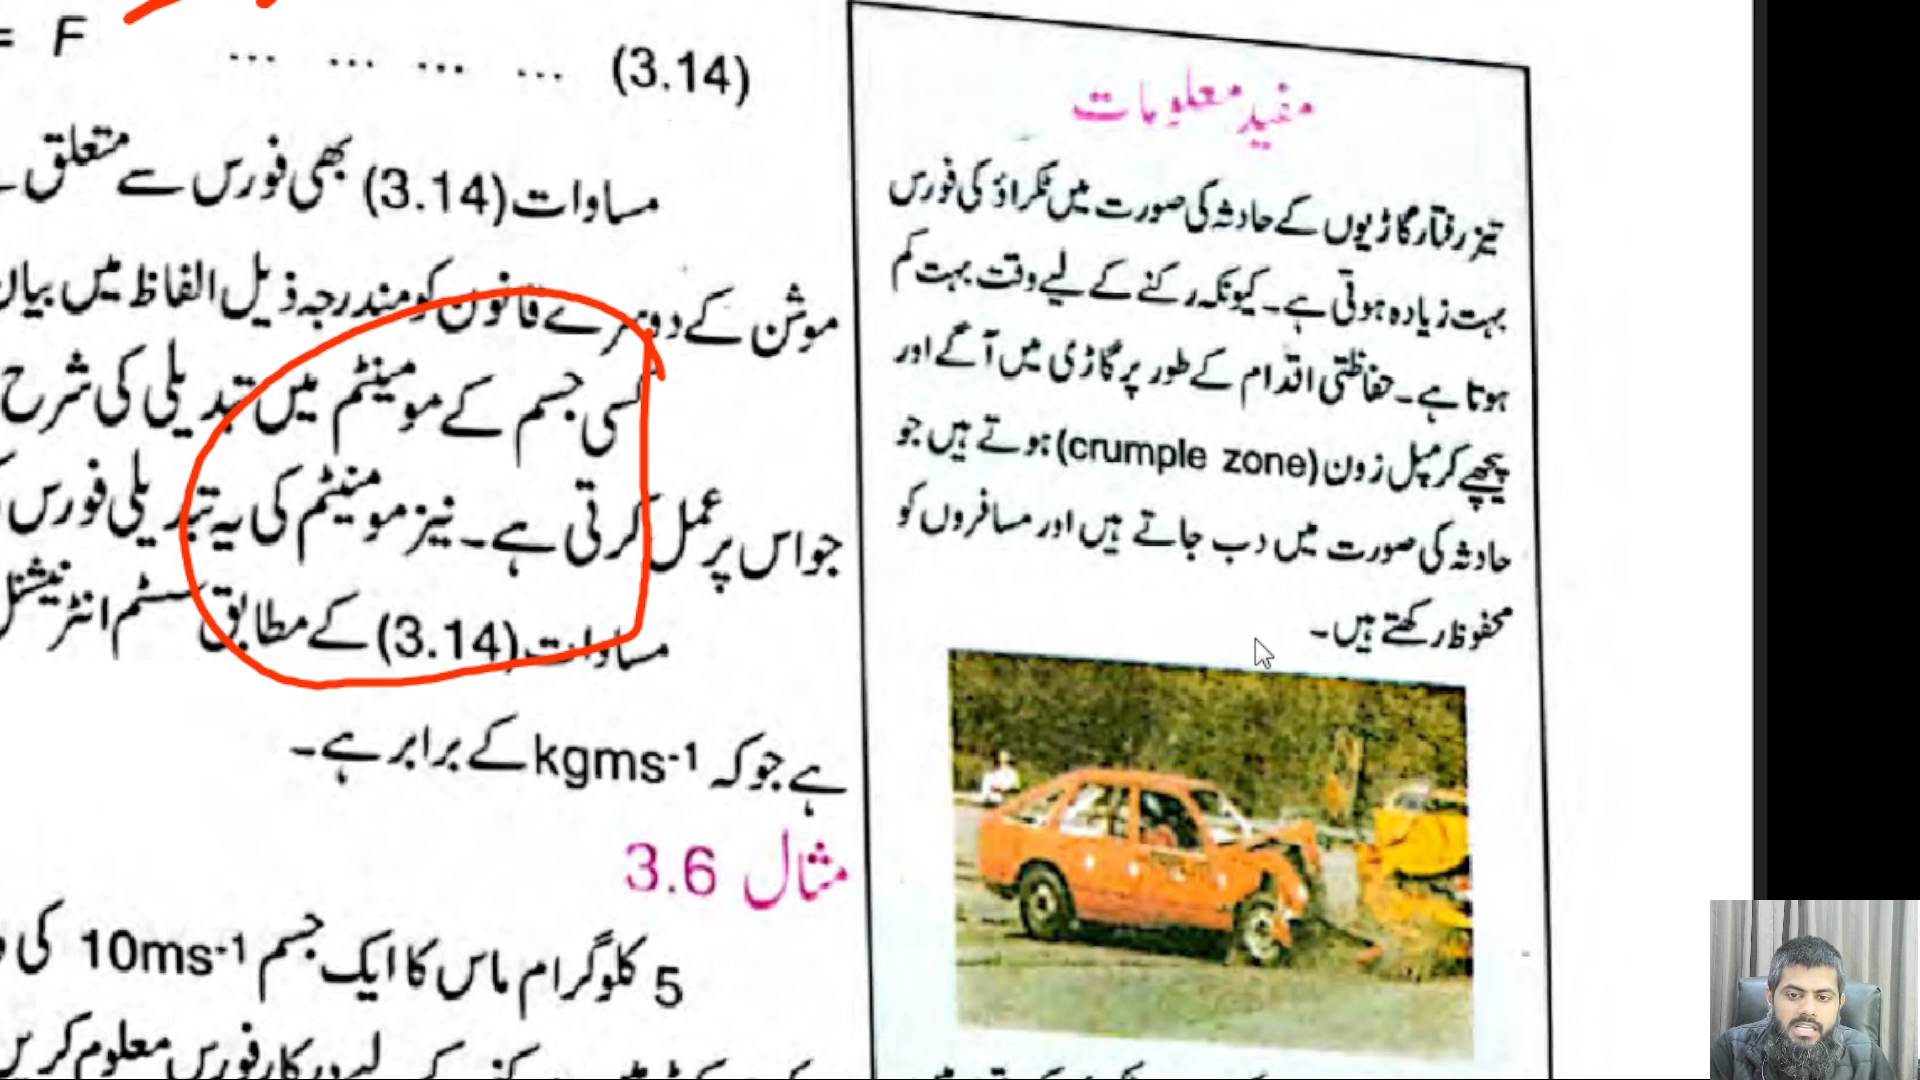 = F ... ... ... ... (3.14)
مساوات (3.14) بھی فورس سے متعلق ہے
موشن کے دوسرے قانون کو مندرجہ ذیل الفاظ میں بیان
کسی جسم کے مومینٹم میں تبدیلی کی شرح
جو اس پر عمل کرتی ہے۔ نیز مومینٹم کی یہ تبدیلی فورس
مساوات (3.14) کے مطابق سسٹم انٹرنیشنل
ہے جو کہ kgms-1 کے برابر ہے۔
مثال 3.6
5 کلوگرام ماس کا ایک جسم 10ms-1 کی
لیے درکار فورس معلوم کریں
مفید معلومات
تیز رفتار گاڑیوں کے حادثہ کی صورت میں ٹکراؤ کی فورس
بہت زیادہ ہوتی ہے۔ کیونکہ رکنے کے لیے وقت بہت کم
ہوتا ہے۔ حفاظتی اقدام کے طور پر گاڑی میں آگے اور
پیچھے کرمپل زون (crumple zone) ہوتے ہیں جو
حادثہ کی صورت میں دب جاتے ہیں اور مسافروں کو
محفوظ رکھتے ہیں۔